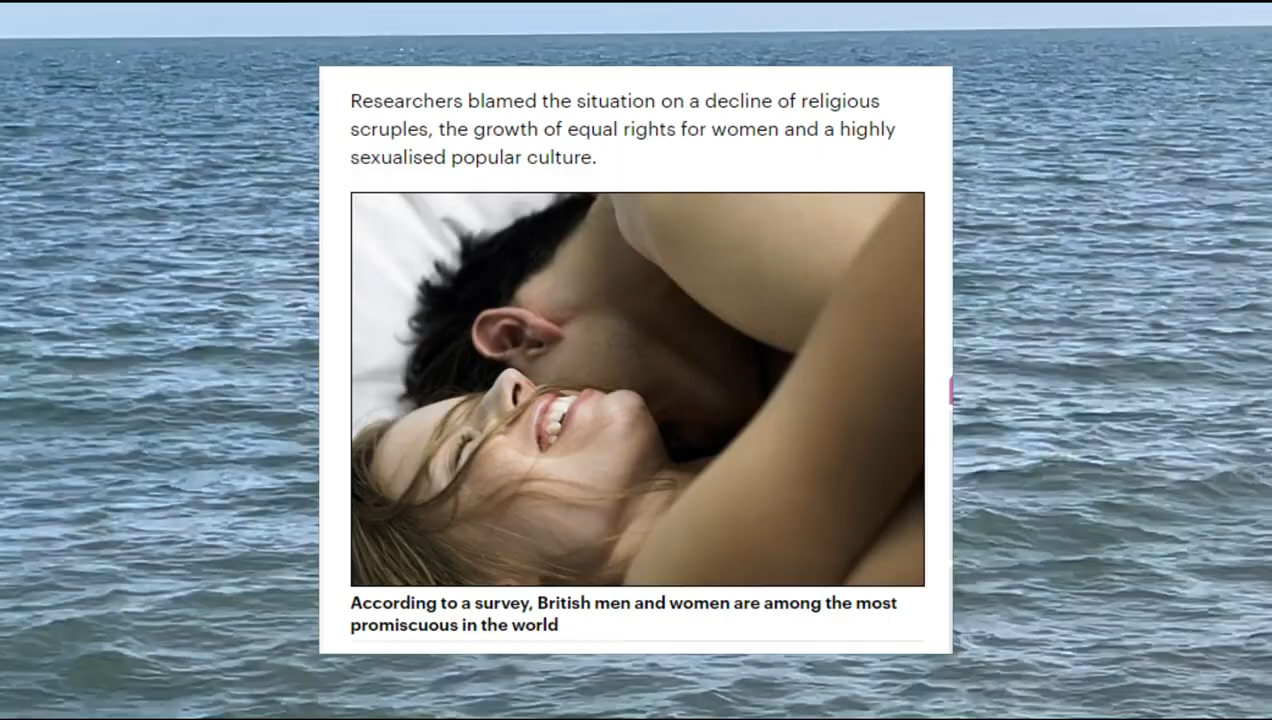 Researchers blamed the situation on a decline of religious
scruples, the growth of equal rights for women and a highly
sexualised popular culture.
According to a survey, British men and women are among the most
promiscuous in the world